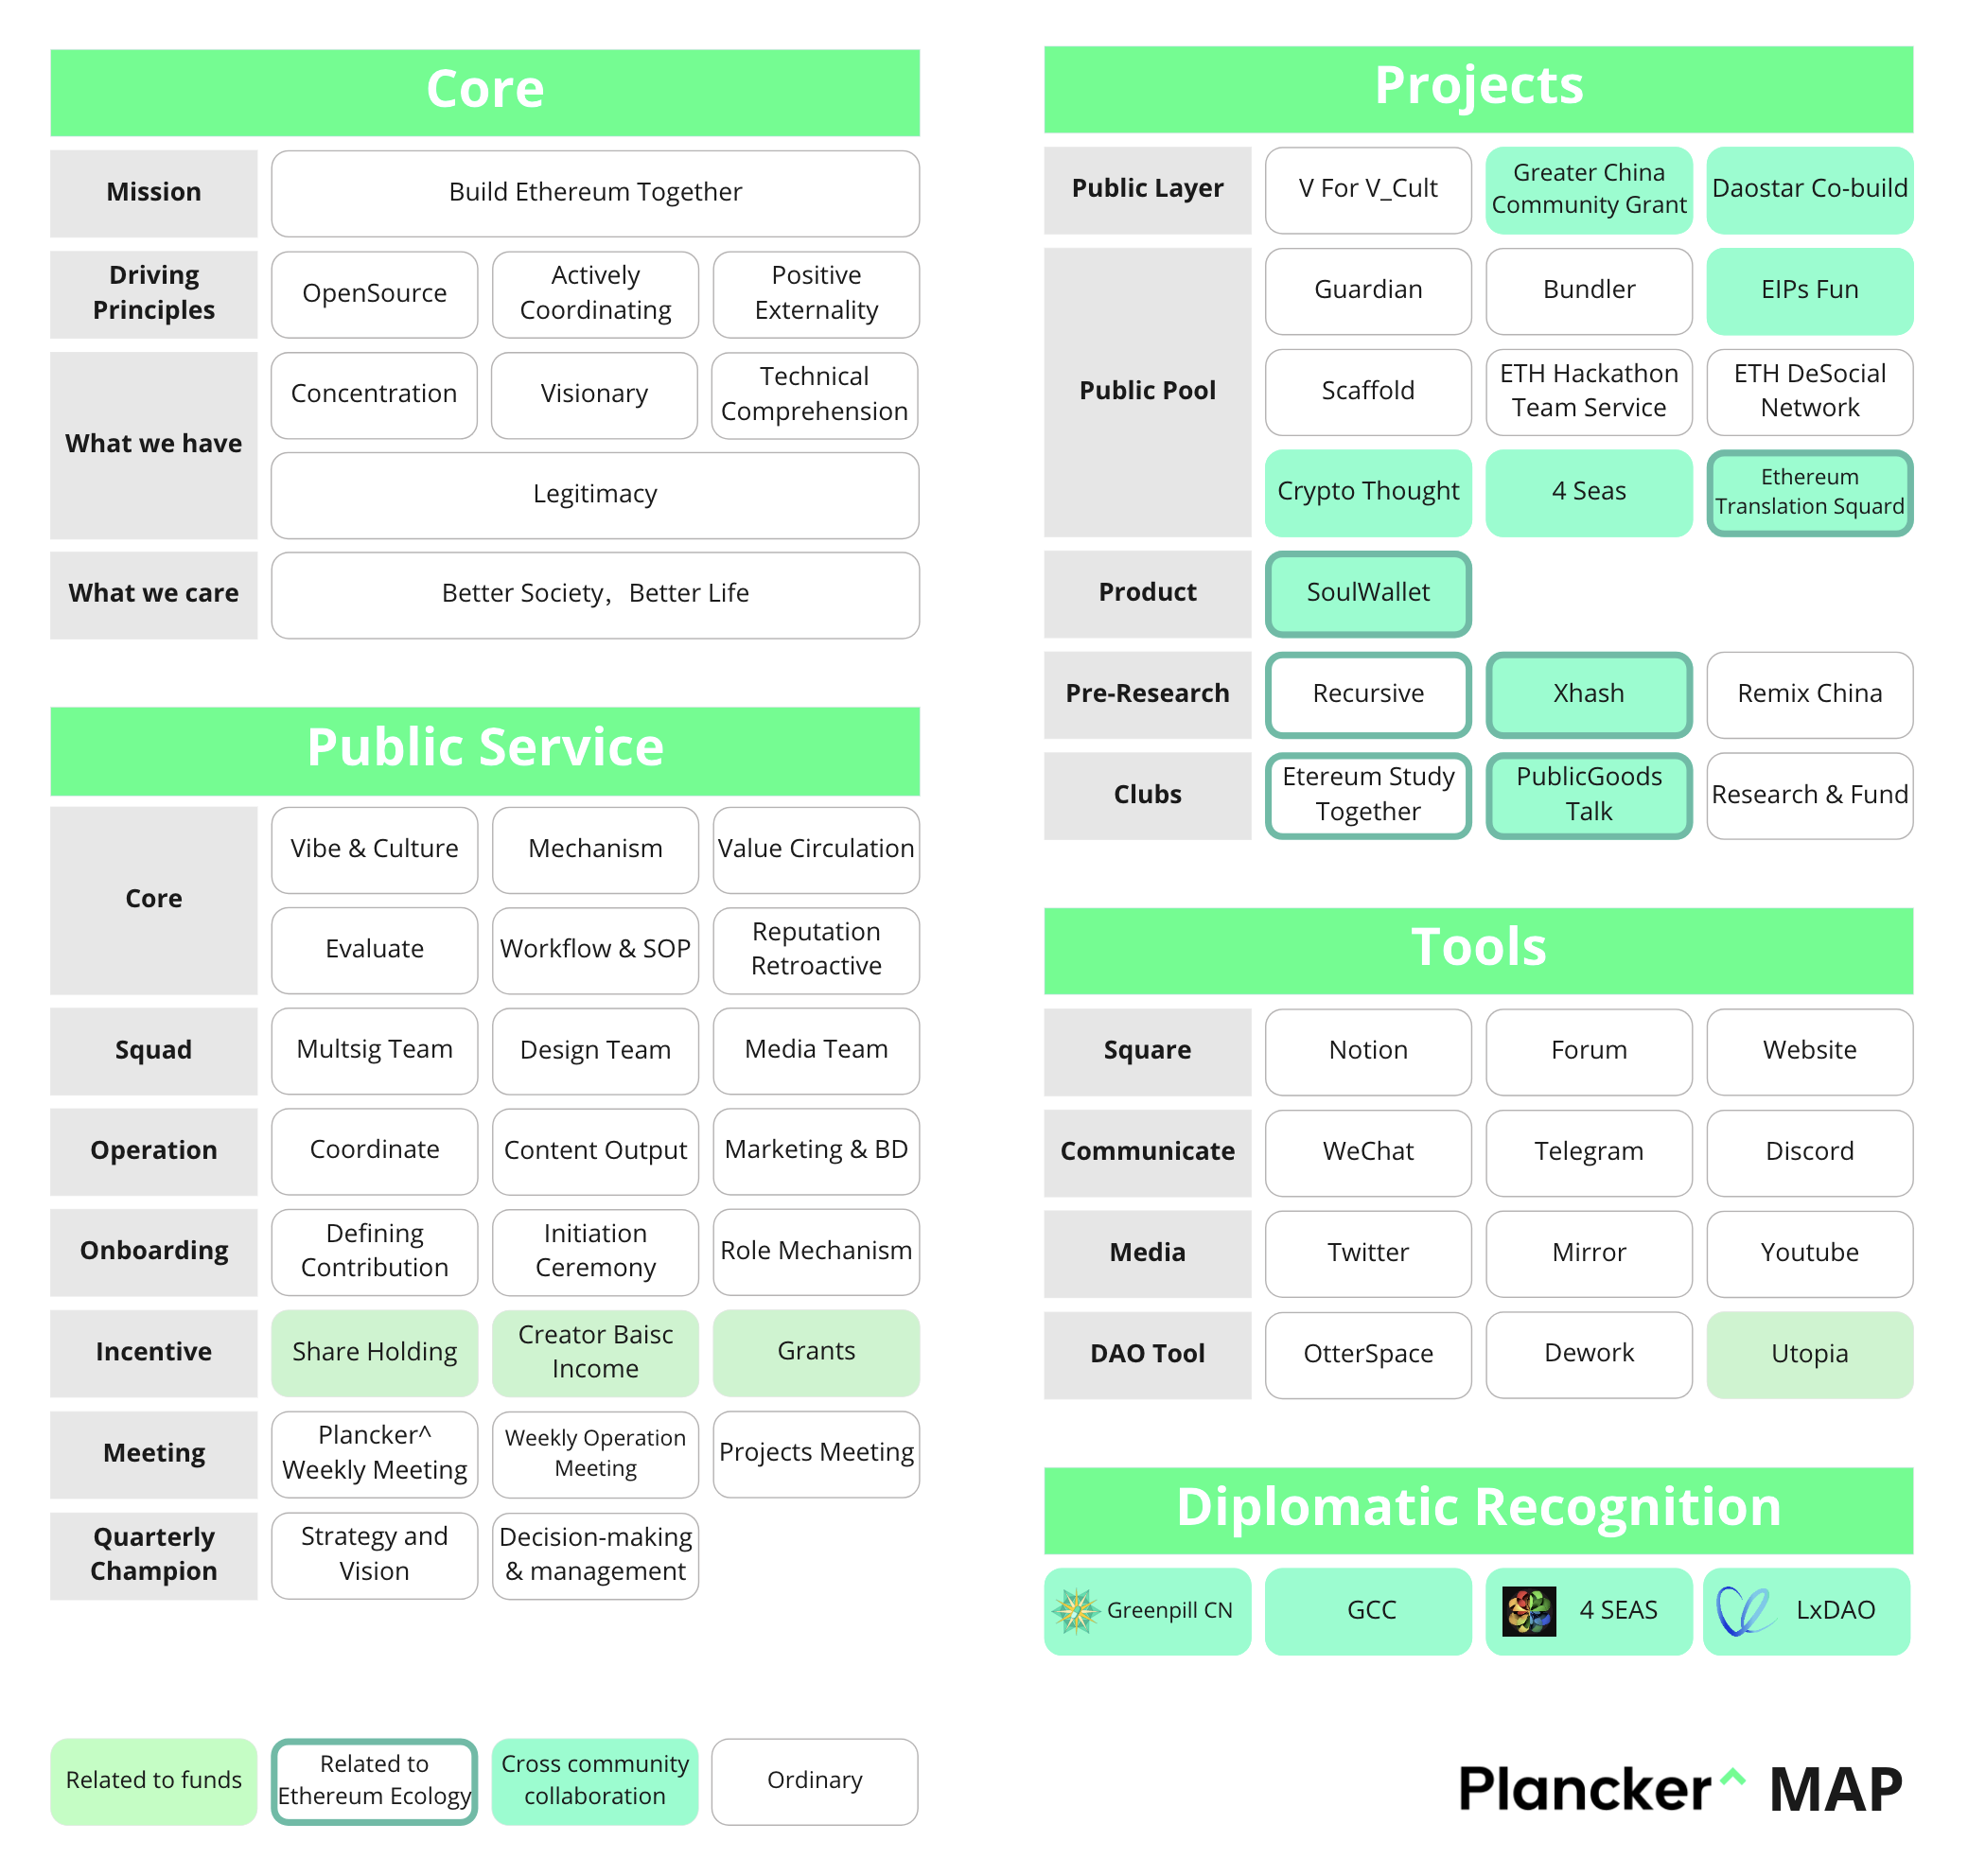 Core
Mission
Build Ethereum Together
Driving
Principles
OpenSource
Actively
Coordinating
Positive
Externality
What we have
Concentration
Visionary
Technical
Comprehension
Legitimacy
What we care
Better Society，Better Life
Public Service
Core
Vibe & Culture
Mechanism
Value Circulation
Evaluate
Workflow & SOP
Reputation
Retroactive
Squad
Multsig Team
Design Team
Media Team
Operation
Coordinate
Content Output
Marketing & BD
Onboarding
Defining
Contribution
Initiation
Ceremony
Role Mechanism
Incentive
Share Holding
Creator Baisc
Income
Grants
Meeting
Plancker^
Weekly Meeting
Weekly Operation
Meeting
Projects Meeting
Quarterly
Champion
Strategy and
Vision
Decision-making
& management
Projects
Public Layer
V For V_Cult
Greater China
Community Grant
Daostar Co-build
Public Pool
Guardian
Bundler
EIPs Fun
Scaffold
ETH Hackathon
Team Service
ETH DeSocial
Network
Crypto Thought
4 Seas
Ethereum
Translation Squard
Product
SoulWallet
Pre-Research
Recursive
Xhash
Remix China
Clubs
Etereum Study
Together
PublicGoods
Talk
Research & Fund
Tools
Square
Notion
Forum
Website
Communicate
WeChat
Telegram
Discord
Media
Twitter
Mirror
Youtube
DAO Tool
OtterSpace
Dework
Utopia
Diplomatic Recognition
Greenpill CN
GCC
4 SEAS
LxDAO
Related to funds
Related to
Ethereum Ecology
Cross community
collaboration
Ordinary
Plancker^ MAP